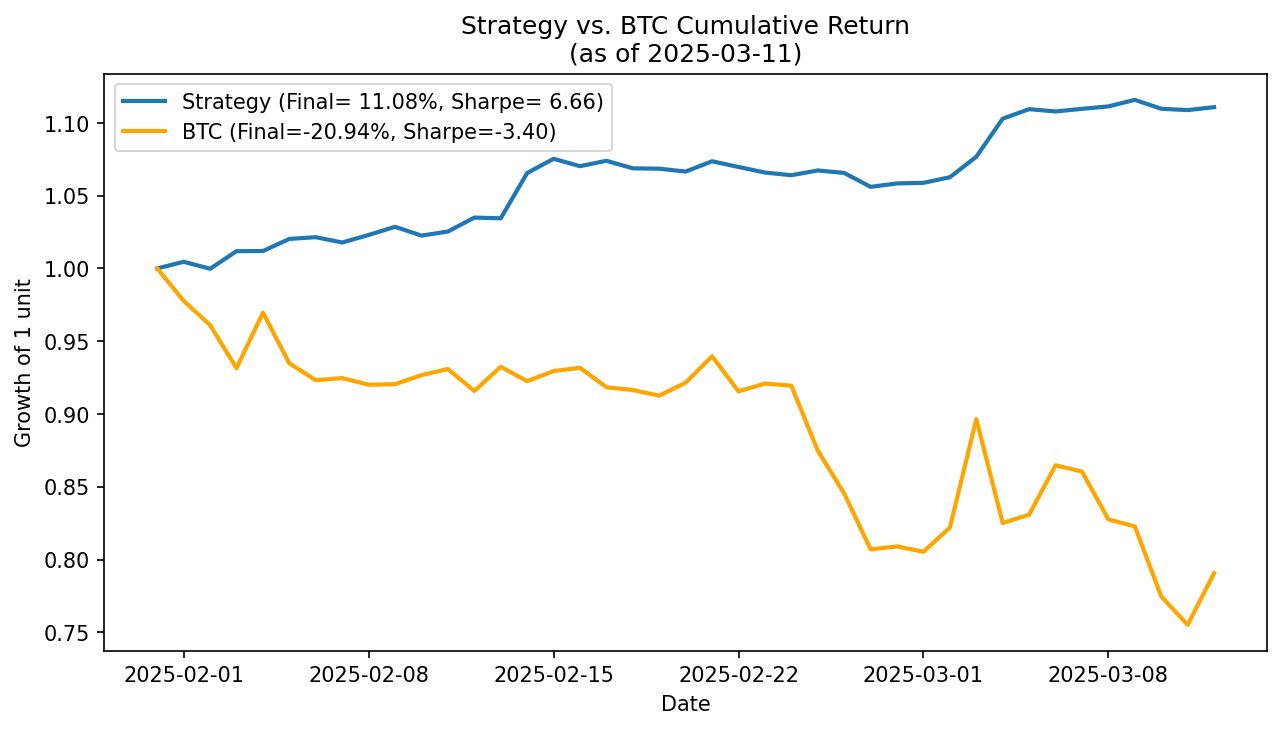 Strategy vs. BTC Cumulative Return
(as of 2025-03-11)
Strategy (Final= 11.08%, Sharpe= 6.66)
BTC (Final=-20.94%, Sharpe=-3.40)
Growth of 1 unit
1.10
1.05
1.00
0.95
0.90
0.85
0.80
0.75
2025-02-01
2025-02-08
2025-02-15
2025-02-22
2025-03-01
2025-03-08
Date